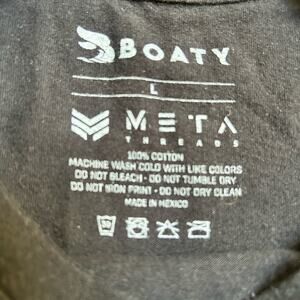 BOATY
L
META
THREADS
100% COTTON
MACHINE WASH COLD WITH LIKE COLORS
DO NOT BLEACH - DO NOT TUMBLE DRY
DO NOT IRON PRINT - DO NOT DRY CLEAN
MADE IN MEXICO
30